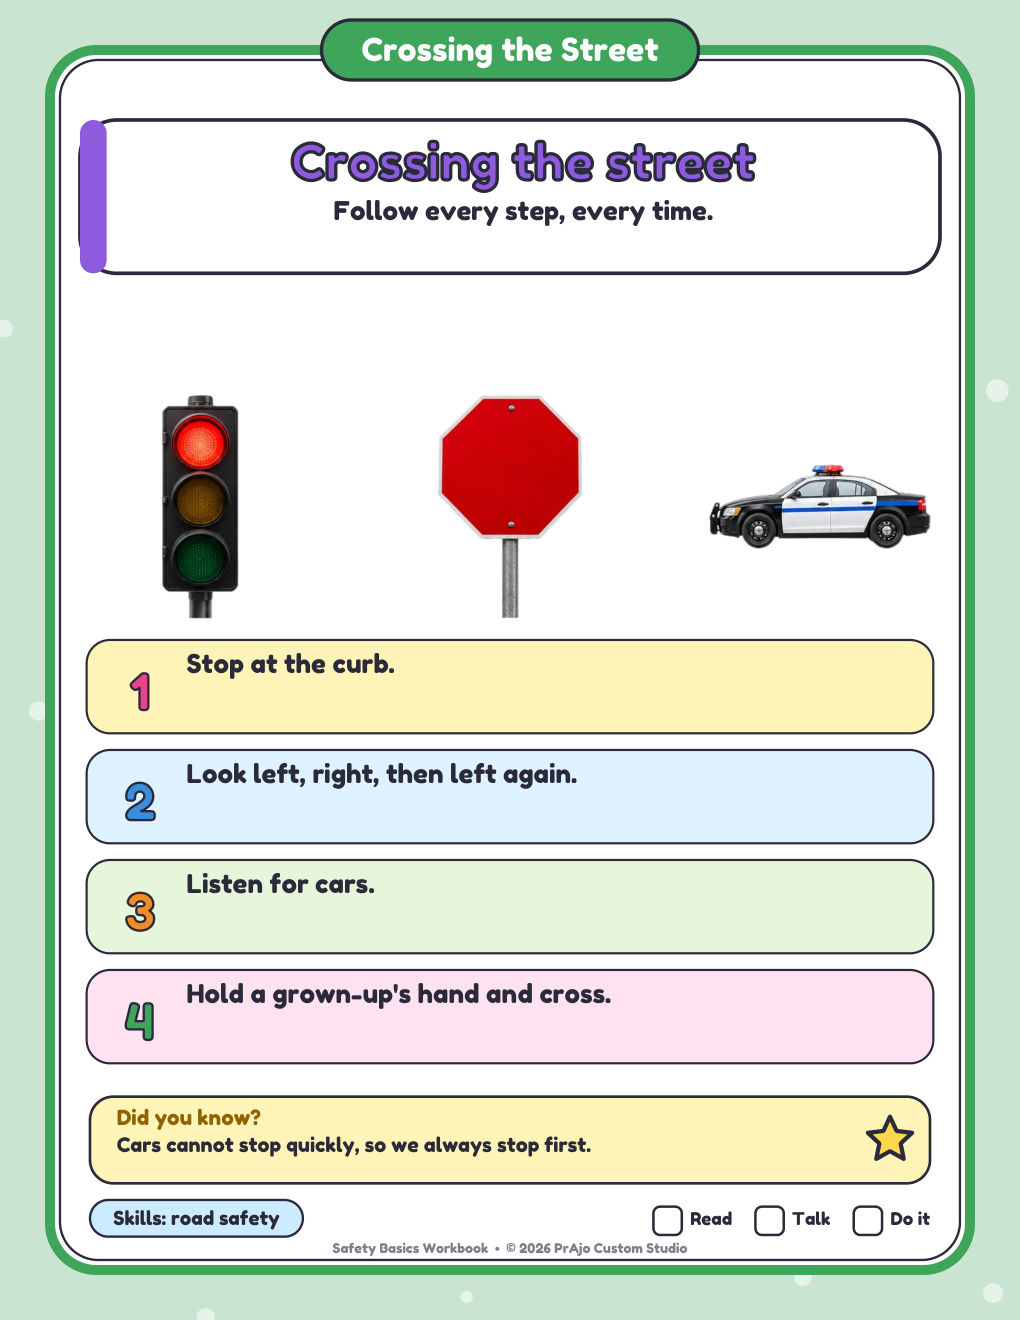 Crossing the Street
Crossing the street
Follow every step, every time.
1
Stop at the curb.
2
Look left, right, then left again.
3
Listen for cars.
4
Hold a grown-up's hand and cross.
Did you know?
Cars cannot stop quickly, so we always stop first.
Skills: road safety
Read
Talk
Do it
Safety Basics Workbook • © 2026 PrAjo Custom Studio